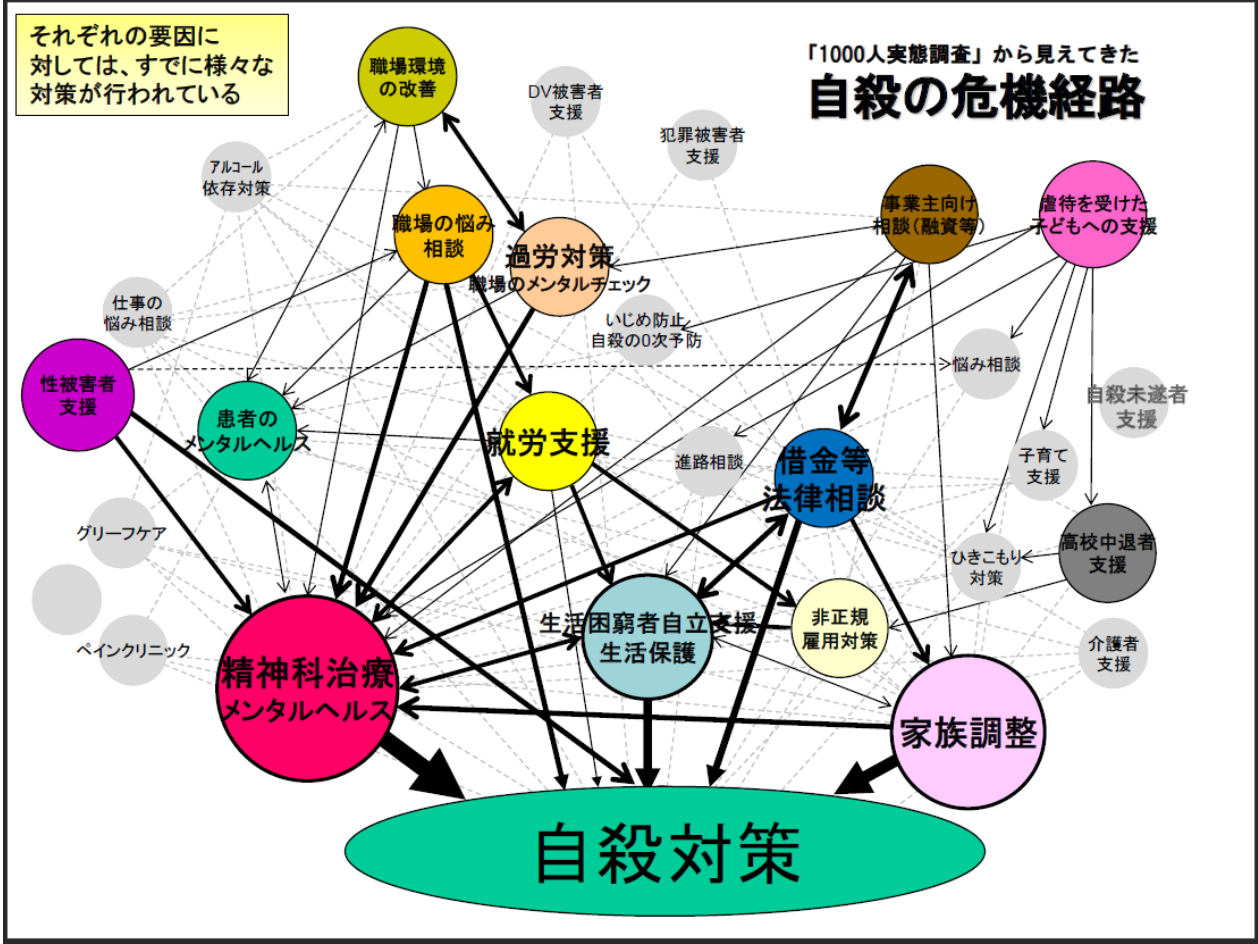 それぞれの要因に
対しては、すでに様々な
対策が行われている
「1000人実態調査」から見えてきた
自殺の危機経路
職場環境
の改善
DV被害者
支援
犯罪被害者
支援
アルコール
依存対策
職場の悩み
相談
過労対策
職場のメンタルチェック
事業主向け
相談(融資等)
虐待を受けた
子どもへの支援
仕事の
悩み相談
いじめ防止
自殺の0次予防
悩み相談
性被害者
支援
患者の
メンタルヘルス
就労支援
進路相談
借金等
法律相談
自殺未遂者
支援
子育て
支援
グリーフケア
ひきこもり
対策
高校中退者
支援
ペインクリニック
生活困窮者自立支援
生活保護
非正規
雇用対策
介護者
支援
精神科治療
メンタルヘルス
家族調整
自殺対策